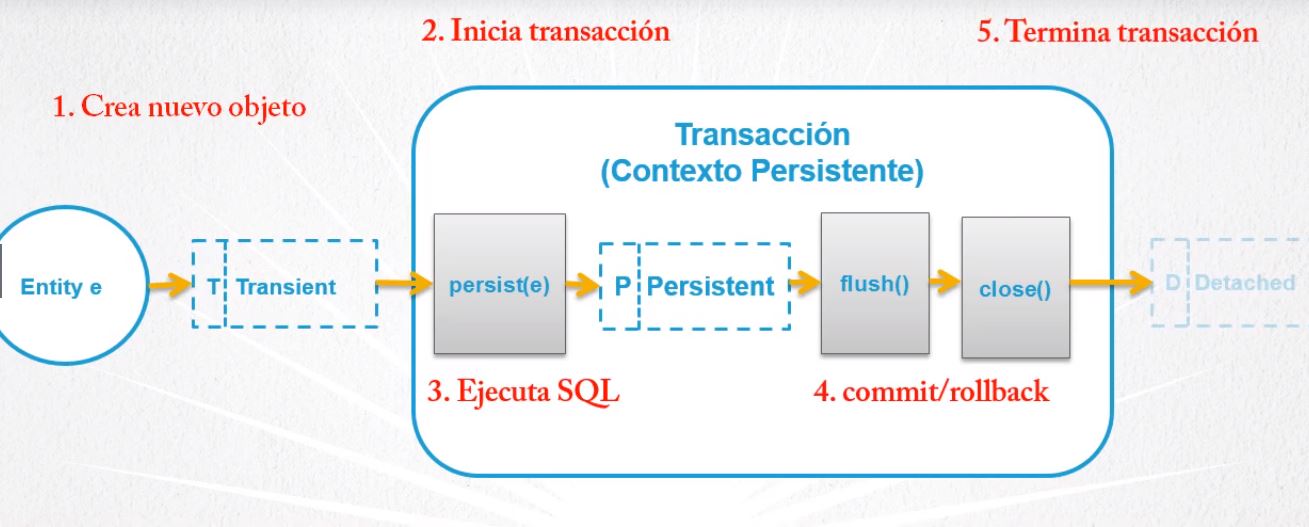 2. Inicia transacción
5. Termina transacción
1. Crea nuevo objeto
Transacción
(Contexto Persistente)
Entity e
T Transient
persist(e)
P Persistent
flush()
close()
D Detached
3. Ejecuta SQL
4. commit/rollback